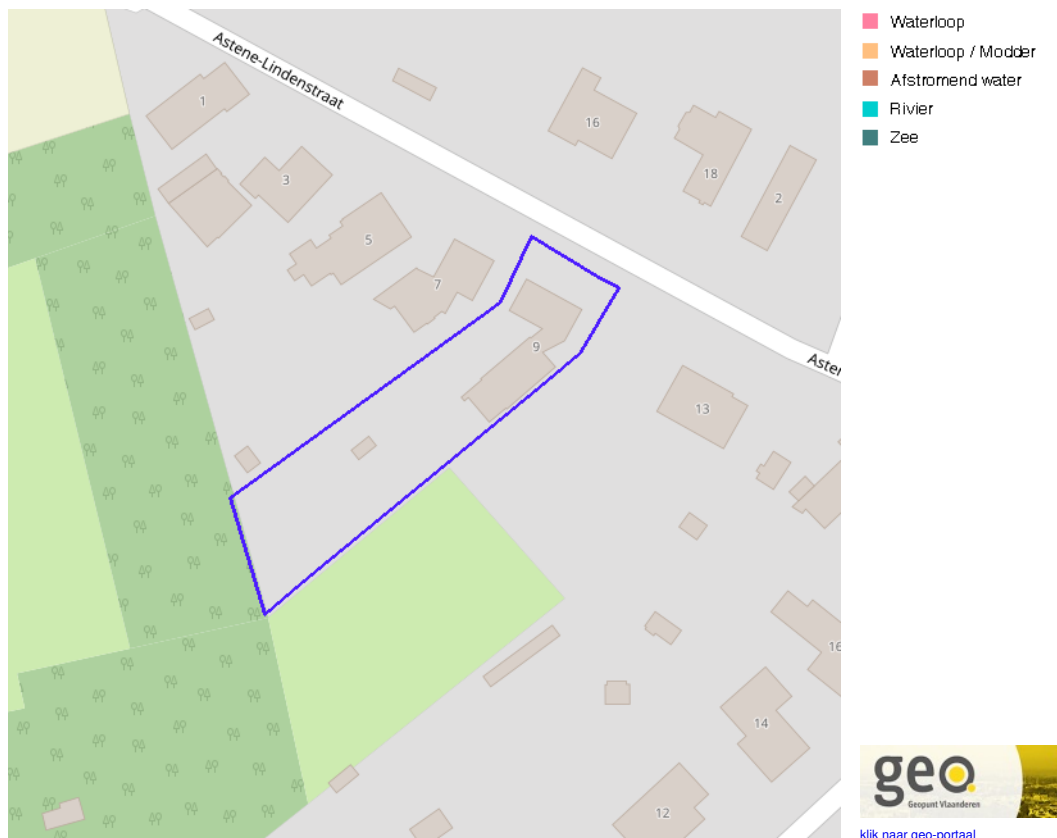 Astene-Lindenstraat
1
3
5
7
9
16
18
2
13
Aste
16
14
12
Waterloop
Waterloop / Modder
Afstromend water
Rivier
Zee
geo.
Geopunt Vlaanderen
klik naar geo-portaal